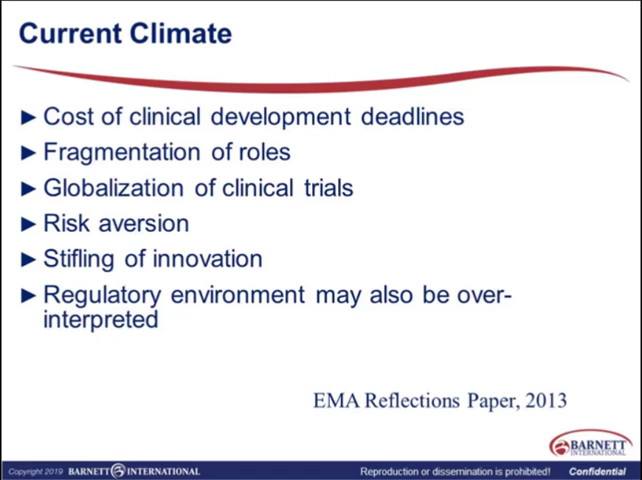 Current Climate
► Cost of clinical development deadlines
► Fragmentation of roles
► Globalization of clinical trials
► Risk aversion
► Stifling of innovation
► Regulatory environment may also be over-
interpreted
EMA Reflections Paper, 2013
BARNETT
INTERNATIONAL
Copyright 2019 BARNETT INTERNATIONAL Reproduction or dissemination is prohibited! Confidential